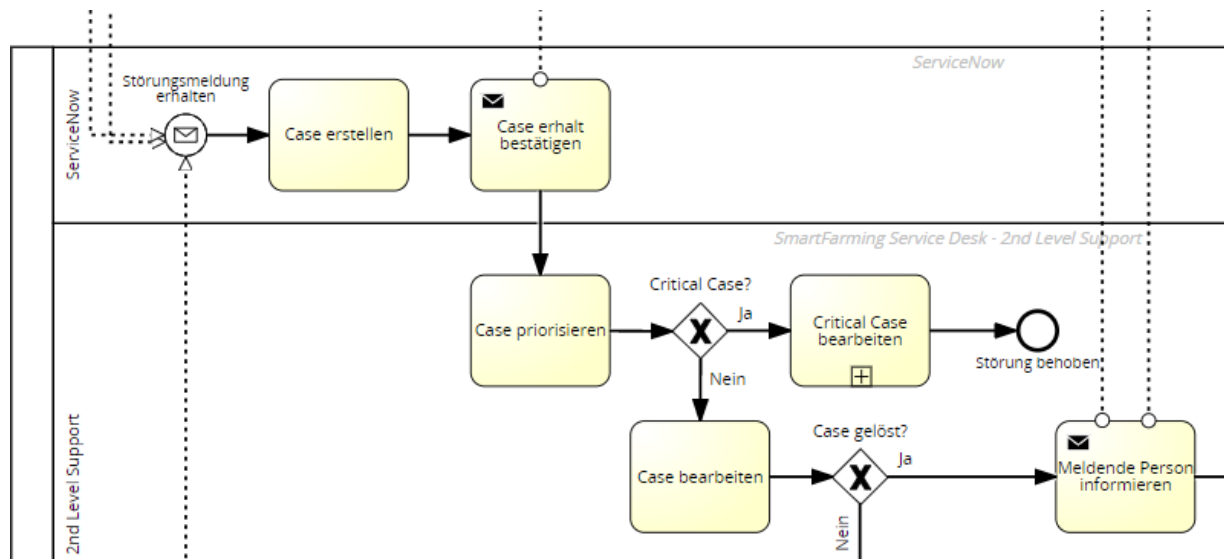 ServiceNow
ServiceNow
Störungsmeldung
erhalten
Case erstellen
Case erhalt
bestätigen
SmartFarming Service Desk - 2nd Level Support
2nd Level Support
Case priorisieren
Critical Case?
Ja
Nein
Critical Case
bearbeiten
Störung behoben
Case bearbeiten
Case gelöst?
Ja
Nein
Meldende Person
informieren